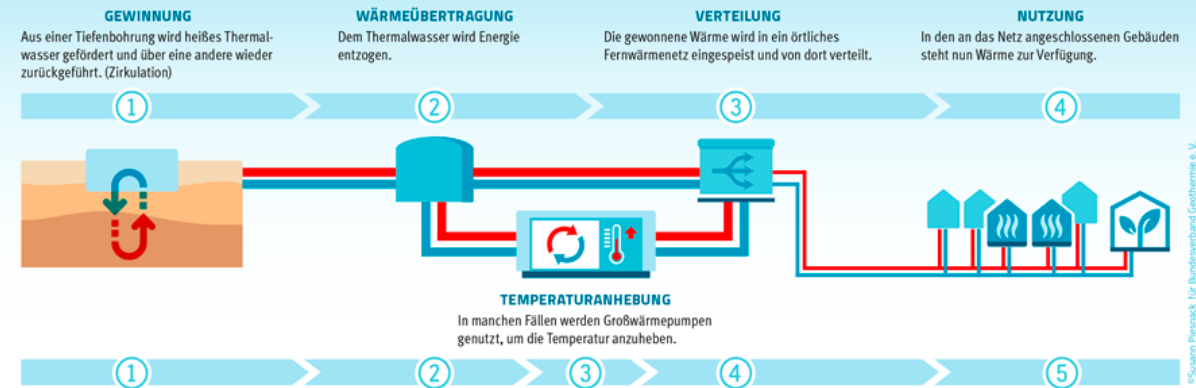 GEWINNUNG
Aus einer Tiefenbohrung wird heißes Thermal-
wasser gefördert und über eine andere wieder
zurückgeführt. (Zirkulation)
WÄRMEÜBERTRAGUNG
Dem Thermalwasser wird Energie
entzogen.
VERTEILUNG
Die gewonnene Wärme wird in ein örtliches
Fernwärmenetz eingespeist und von dort verteilt.
NUTZUNG
In den an das Netz angeschlossenen Gebäuden
steht nun Wärme zur Verfügung.
1
2
3
4
TEMPERATURANHEBUNG
In manchen Fällen werden Großwärmepumpen
genutzt, um die Temperatur anzuheben.
1
2
3
4
5
©Susann Piesnack für Bundesverband Geothermie e. V.